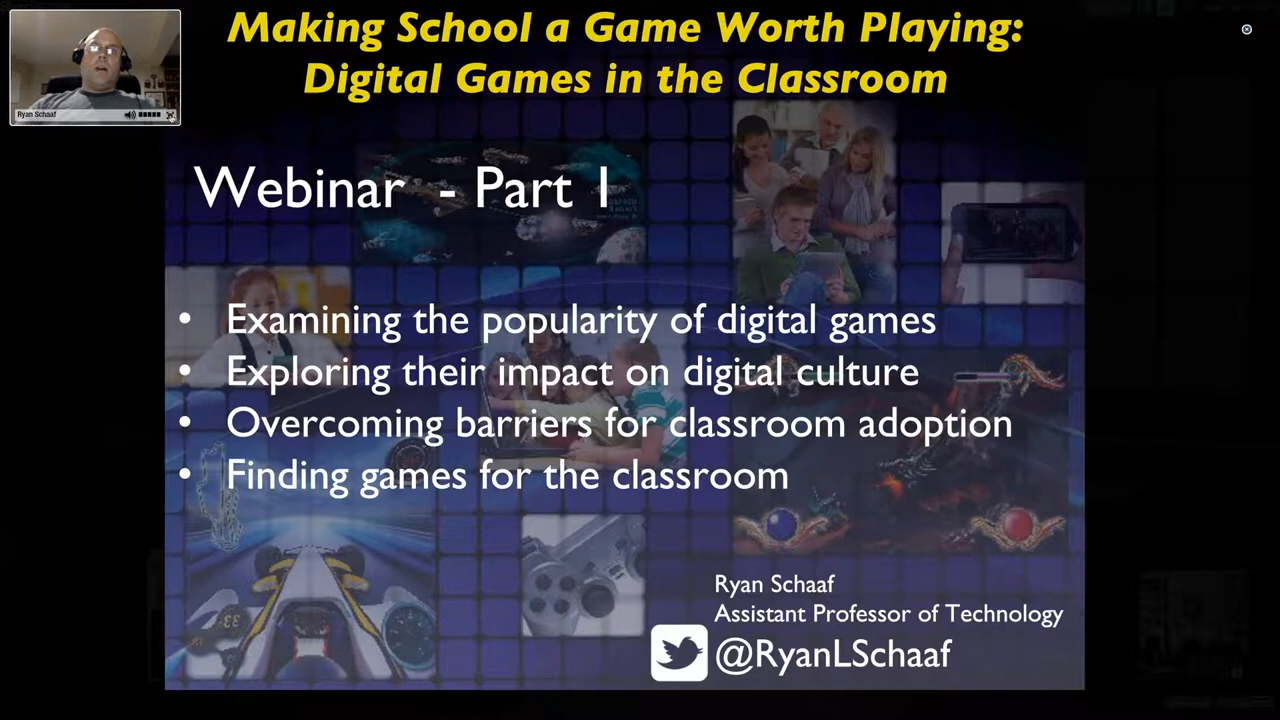 Making School a Game Worth Playing:
Digital Games in the Classroom
Ryan Schaaf
Webinar - Part 1
• Examining the popularity of digital games
• Exploring their impact on digital culture
• Overcoming barriers for classroom adoption
• Finding games for the classroom
Ryan Schaaf
Assistant Professor of Technology
@RyanLSchaaf